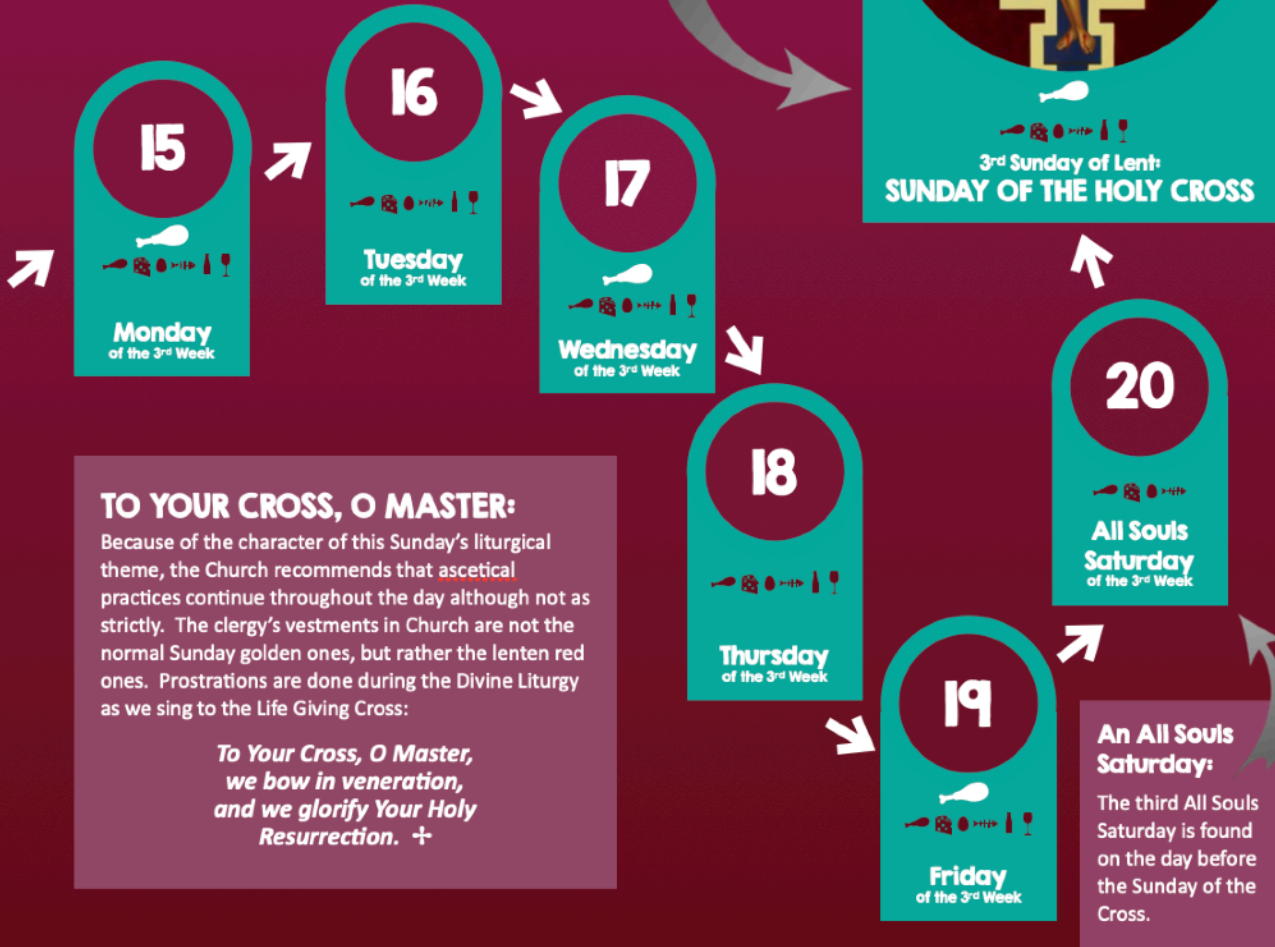 15
Monday
of the 3rd Week
16
Tuesday
of the 3rd Week
17
Wednesday
of the 3rd Week
18
Thursday
of the 3rd Week
19
Friday
of the 3rd Week
20
All Souls
Saturday
of the 3rd Week
3rd Sunday of Lent:
SUNDAY OF THE HOLY CROSS
TO YOUR CROSS, O MASTER:
Because of the character of this Sunday's liturgical
theme, the Church recommends that ascetical
practices continue throughout the day although not as
strictly. The clergy's vestments in Church are not the
normal Sunday golden ones, but rather the lenten red
ones. Prostrations are done during the Divine Liturgy
as we sing to the Life Giving Cross:
To Your Cross, O Master,
we bow in veneration,
and we glorify Your Holy
Resurrection. ✢
An All Souls
Saturday:
The third All Souls
Saturday is found
on the day before
the Sunday of the
Cross.